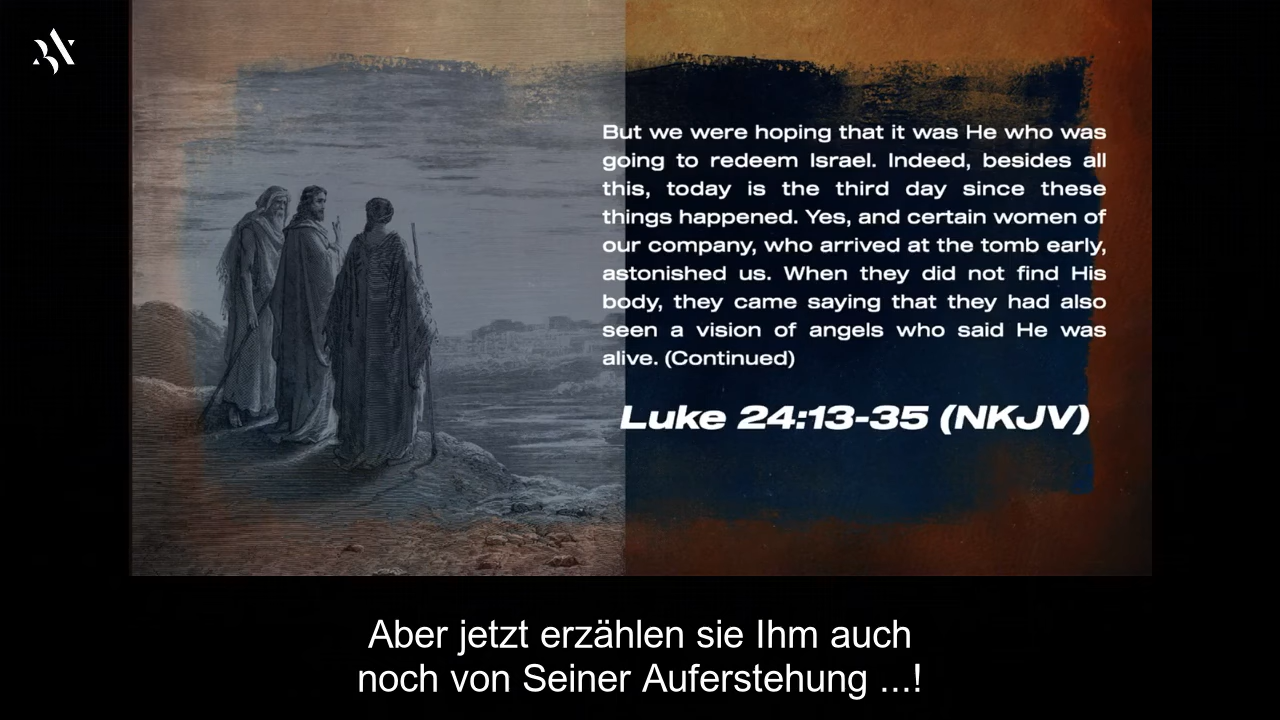 But we were hoping that it was He who was
going to redeem Israel. Indeed, besides all
this, today is the third day since these
things happened. Yes, and certain women of
our company, who arrived at the tomb early,
astonished us. When they did not find His
body, they came saying that they had also
seen a vision of angels who said He was
alive. (Continued)
Luke 24:13-35 (NKJV)
Aber jetzt erzählen sie Ihm auch
noch von Seiner Auferstehung ...!